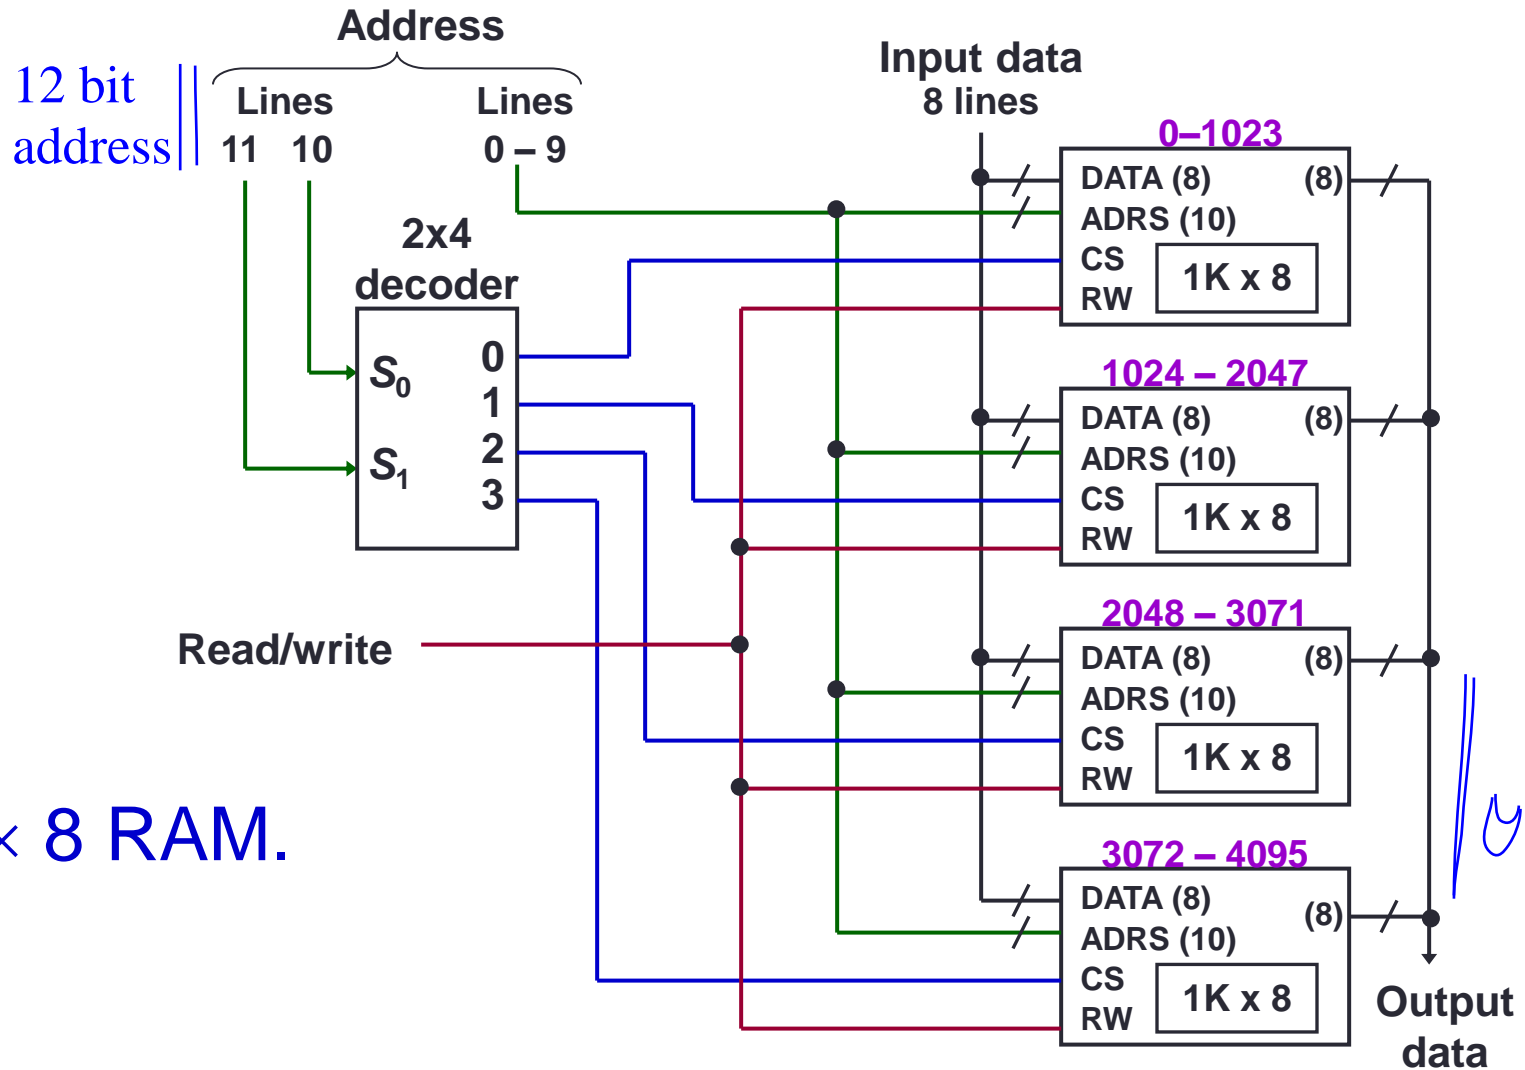 Address
12 bit
address
Lines
11 10
Lines
0 – 9
Input data
8 lines
2x4
decoder
S0
S1
0
1
2
3
Read/write
× 8 RAM.
0–1023
DATA (8) (8)
ADRS (10)
CS
RW
1K x 8
1024 – 2047
DATA (8) (8)
ADRS (10)
CS
RW
1K x 8
2048 – 3071
DATA (8) (8)
ADRS (10)
CS
RW
1K x 8
3072 – 4095
DATA (8) (8)
ADRS (10)
CS
RW
1K x 8
Output
data